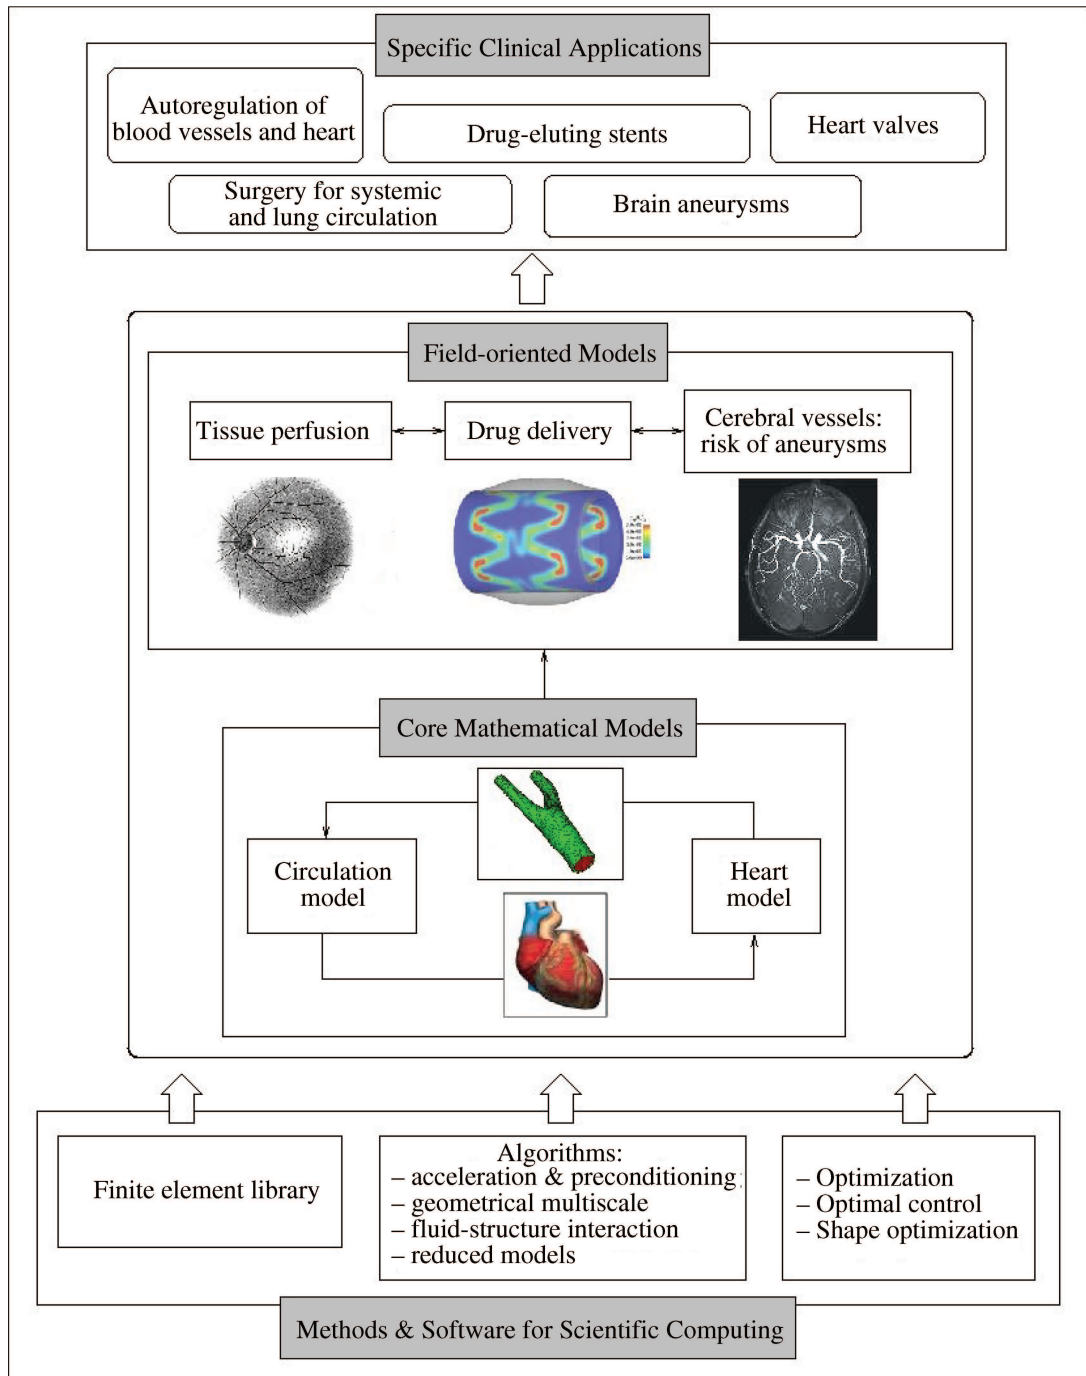 Specific Clinical Applications
Autoregulation of
blood vessels and heart
Drug-eluting stents
Heart valves
Surgery for systemic
and lung circulation
Brain aneurysms
Field-oriented Models
Tissue perfusion
Drug delivery
Cerebral vessels:
risk of aneurysms
Core Mathematical Models
Circulation
model
Heart
model
Finite element library
Algorithms:
– acceleration & preconditioning;
– geometrical multiscale
– fluid-structure interaction
– reduced models
– Optimization
– Optimal control
– Shape optimization
Methods & Software for Scientific Computing